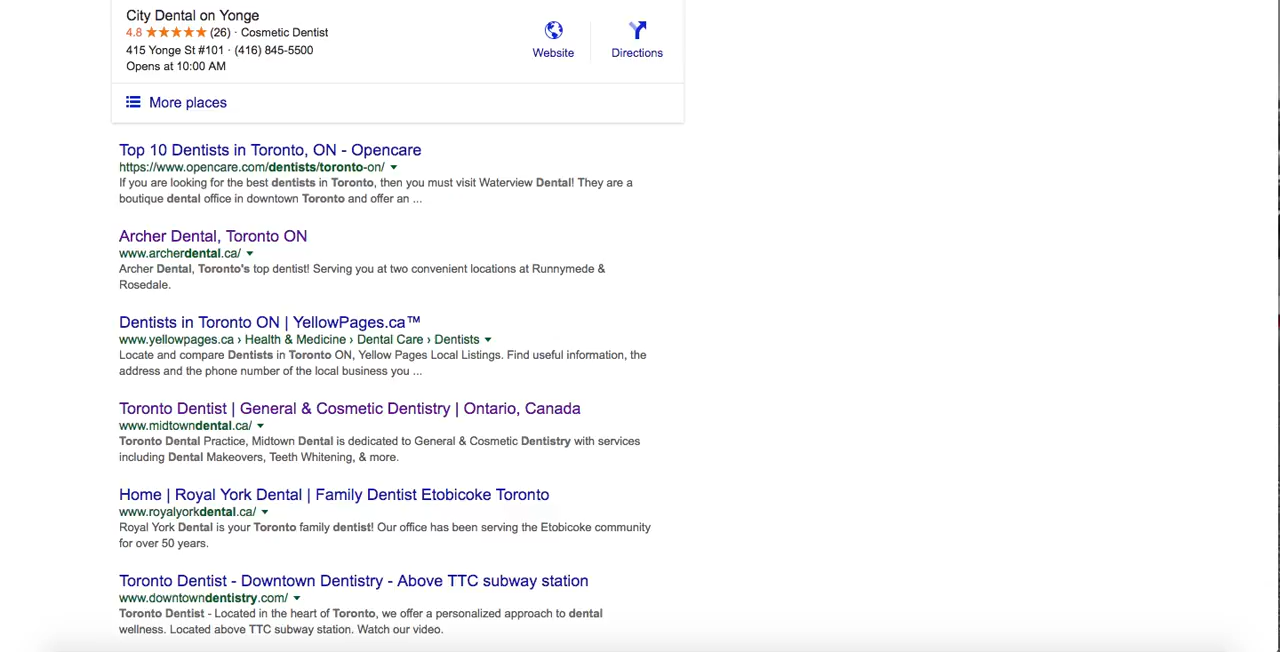 City Dental on Yonge
4.8 ★★★★★ (26) · Cosmetic Dentist
415 Yonge St #101 · (416) 845-5500
Opens at 10:00 AM
Website
Directions
More places
Top 10 Dentists in Toronto, ON - Opencare
https://www.opencare.com/dentists/toronto-on/
If you are looking for the best dentists in Toronto, then you must visit Waterview Dental! They are a
boutique dental office in downtown Toronto and offer an ...
Archer Dental, Toronto ON
www.archerdental.ca/
Archer Dental, Toronto's top dentist! Serving you at two convenient locations at Runnymede &
Rosedale.
Dentists in Toronto ON | YellowPages.ca™
www.yellowpages.ca › Health & Medicine › Dental Care › Dentists
Locate and compare Dentists in Toronto ON, Yellow Pages Local Listings. Find useful information, the
address and the phone number of the local business you ...
Toronto Dentist | General & Cosmetic Dentistry | Ontario, Canada
www.midtowndental.ca/
Toronto Dental Practice, Midtown Dental is dedicated to General & Cosmetic Dentistry with services
including Dental Makeovers, Teeth Whitening, & more.
Home | Royal York Dental | Family Dentist Etobicoke Toronto
www.royalyorkdental.ca/
Royal York Dental is your Toronto family dentist! Our office has been serving the Etobicoke community
for over 50 years.
Toronto Dentist - Downtown Dentistry - Above TTC subway station
www.downtowndentistry.com/
Toronto Dentist - Located in the heart of Toronto, we offer a personalized approach to dental
wellness. Located above TTC subway station. Watch our video.